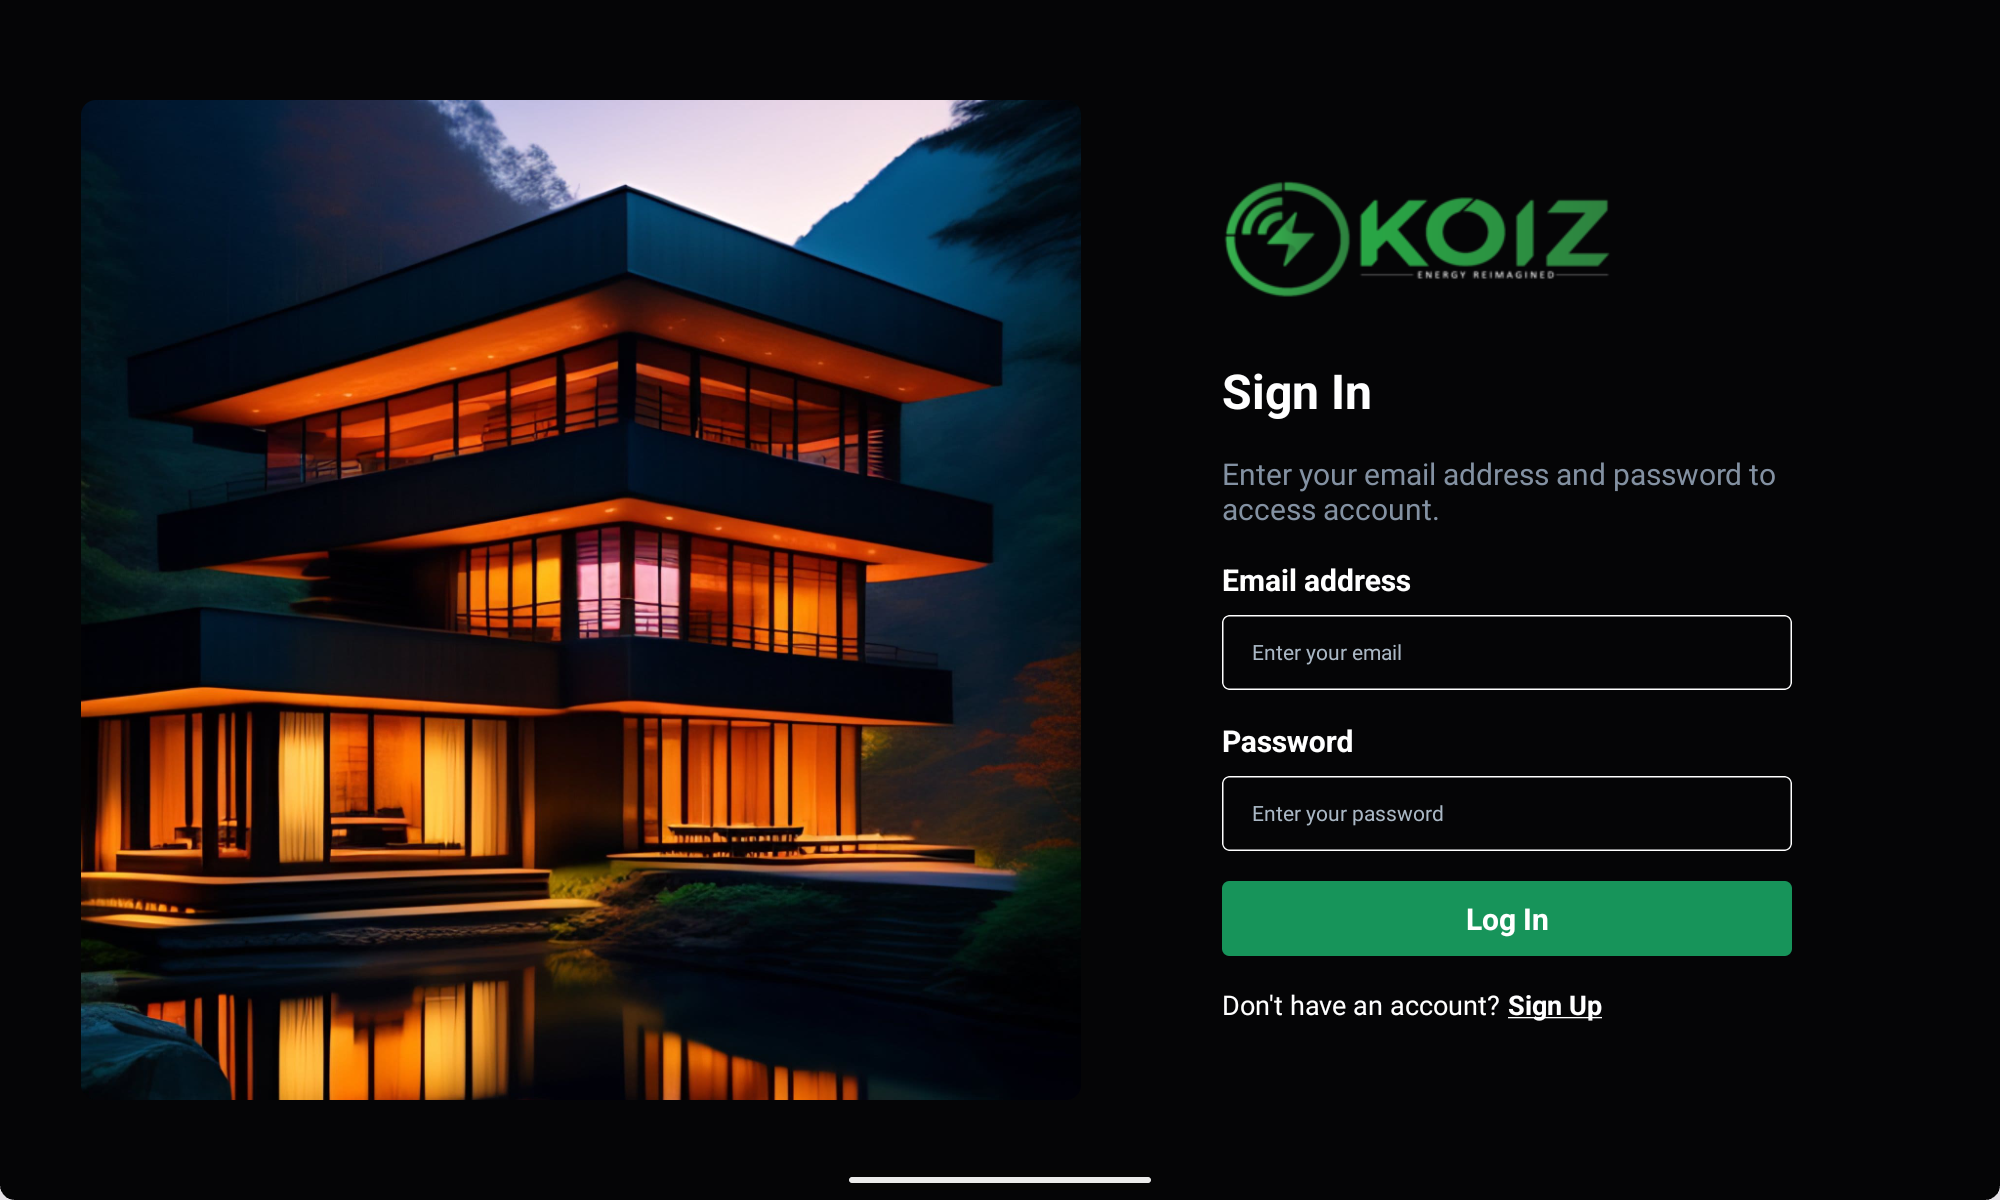 KOIZ
ENERGY REIMAGINED
Sign In
Enter your email address and password to
access account.
Email address
Enter your email
Password
Enter your password
Log In
Don't have an account? Sign Up